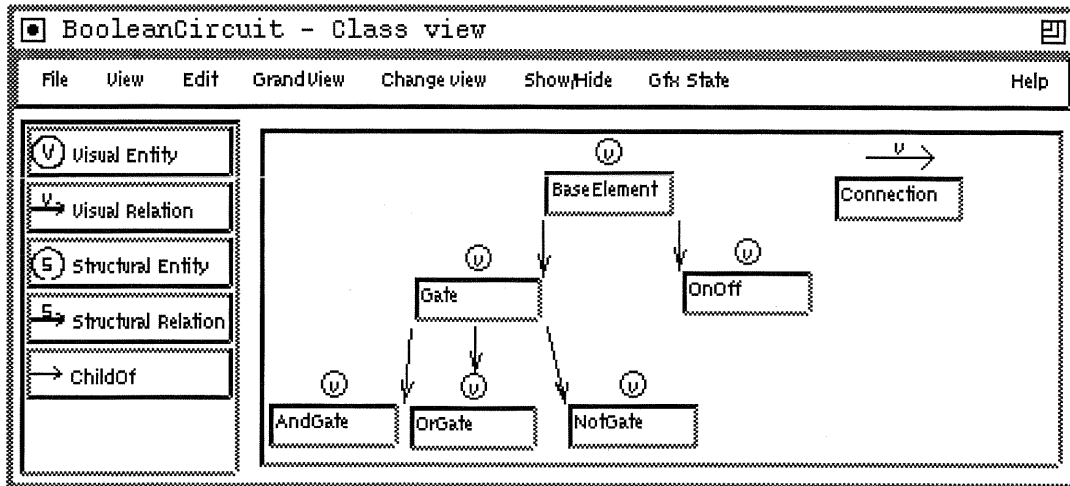 BooleanCircuit - Class view
File View Edit GrandView Change view Show/Hide Gfx State Help
V Visual Entity
V Visual Relation
S Structural Entity
S Structural Relation
ChildOf
V V
BaseElement Connection
V V
Gate OnOff
V V V
AndGate OrGate NotGate